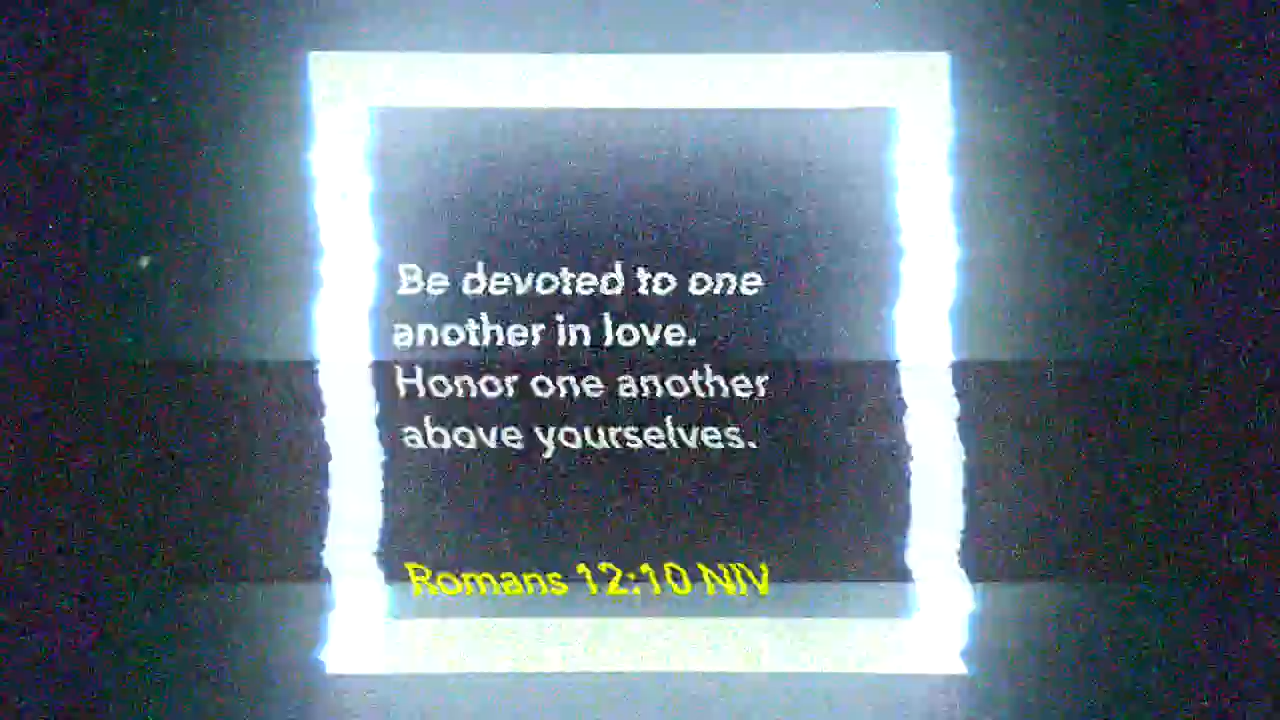 Be devoted to one
another in love.
Honor one another
above yourselves.
Romans 12:10 NIV